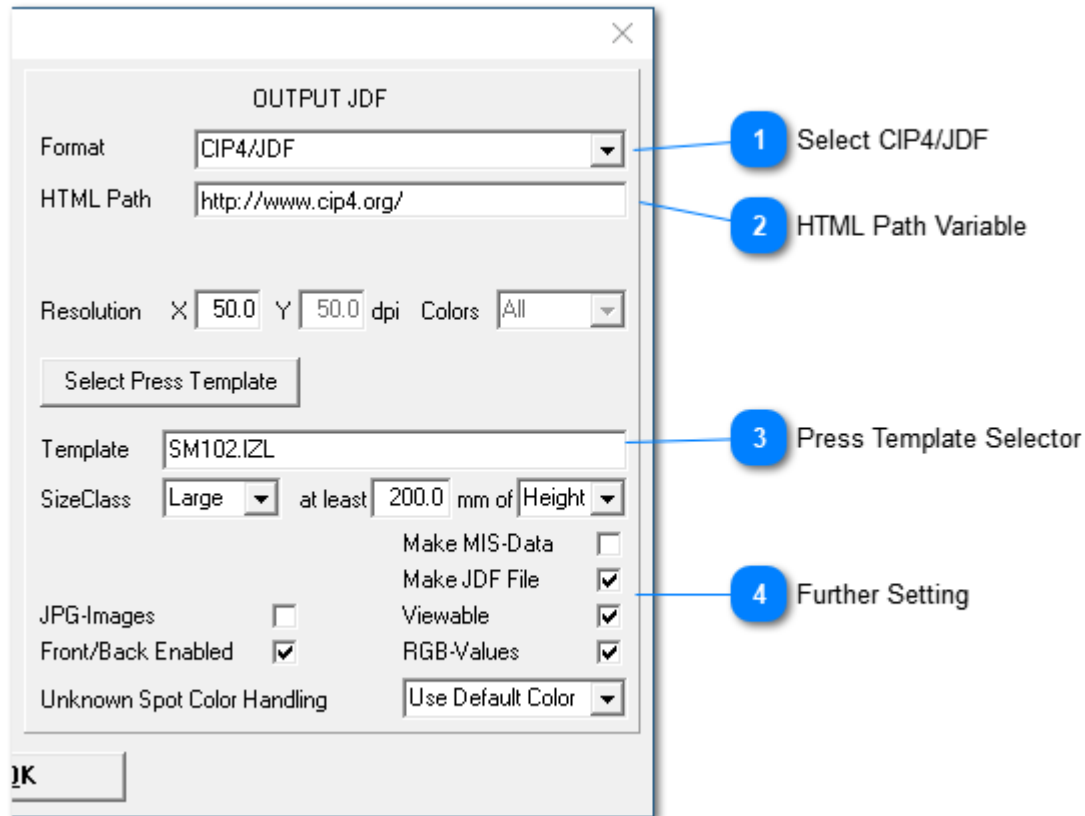 OUTPUT JDF
Format CIP4/JDF
1 Select CIP4/JDF
HTML Path http://www.cip4.org/
2 HTML Path Variable
Resolution X 50.0 Y 50.0 dpi Colors All
Select Press Template
Template SM102.IZL
3 Press Template Selector
SizeClass Large at least 200.0 mm of Height
Make MIS-Data
Make JDF File
4 Further Setting
JPG-Images Viewable
Front/Back Enabled RGB-Values
Unknown Spot Color Handling Use Default Color
OK